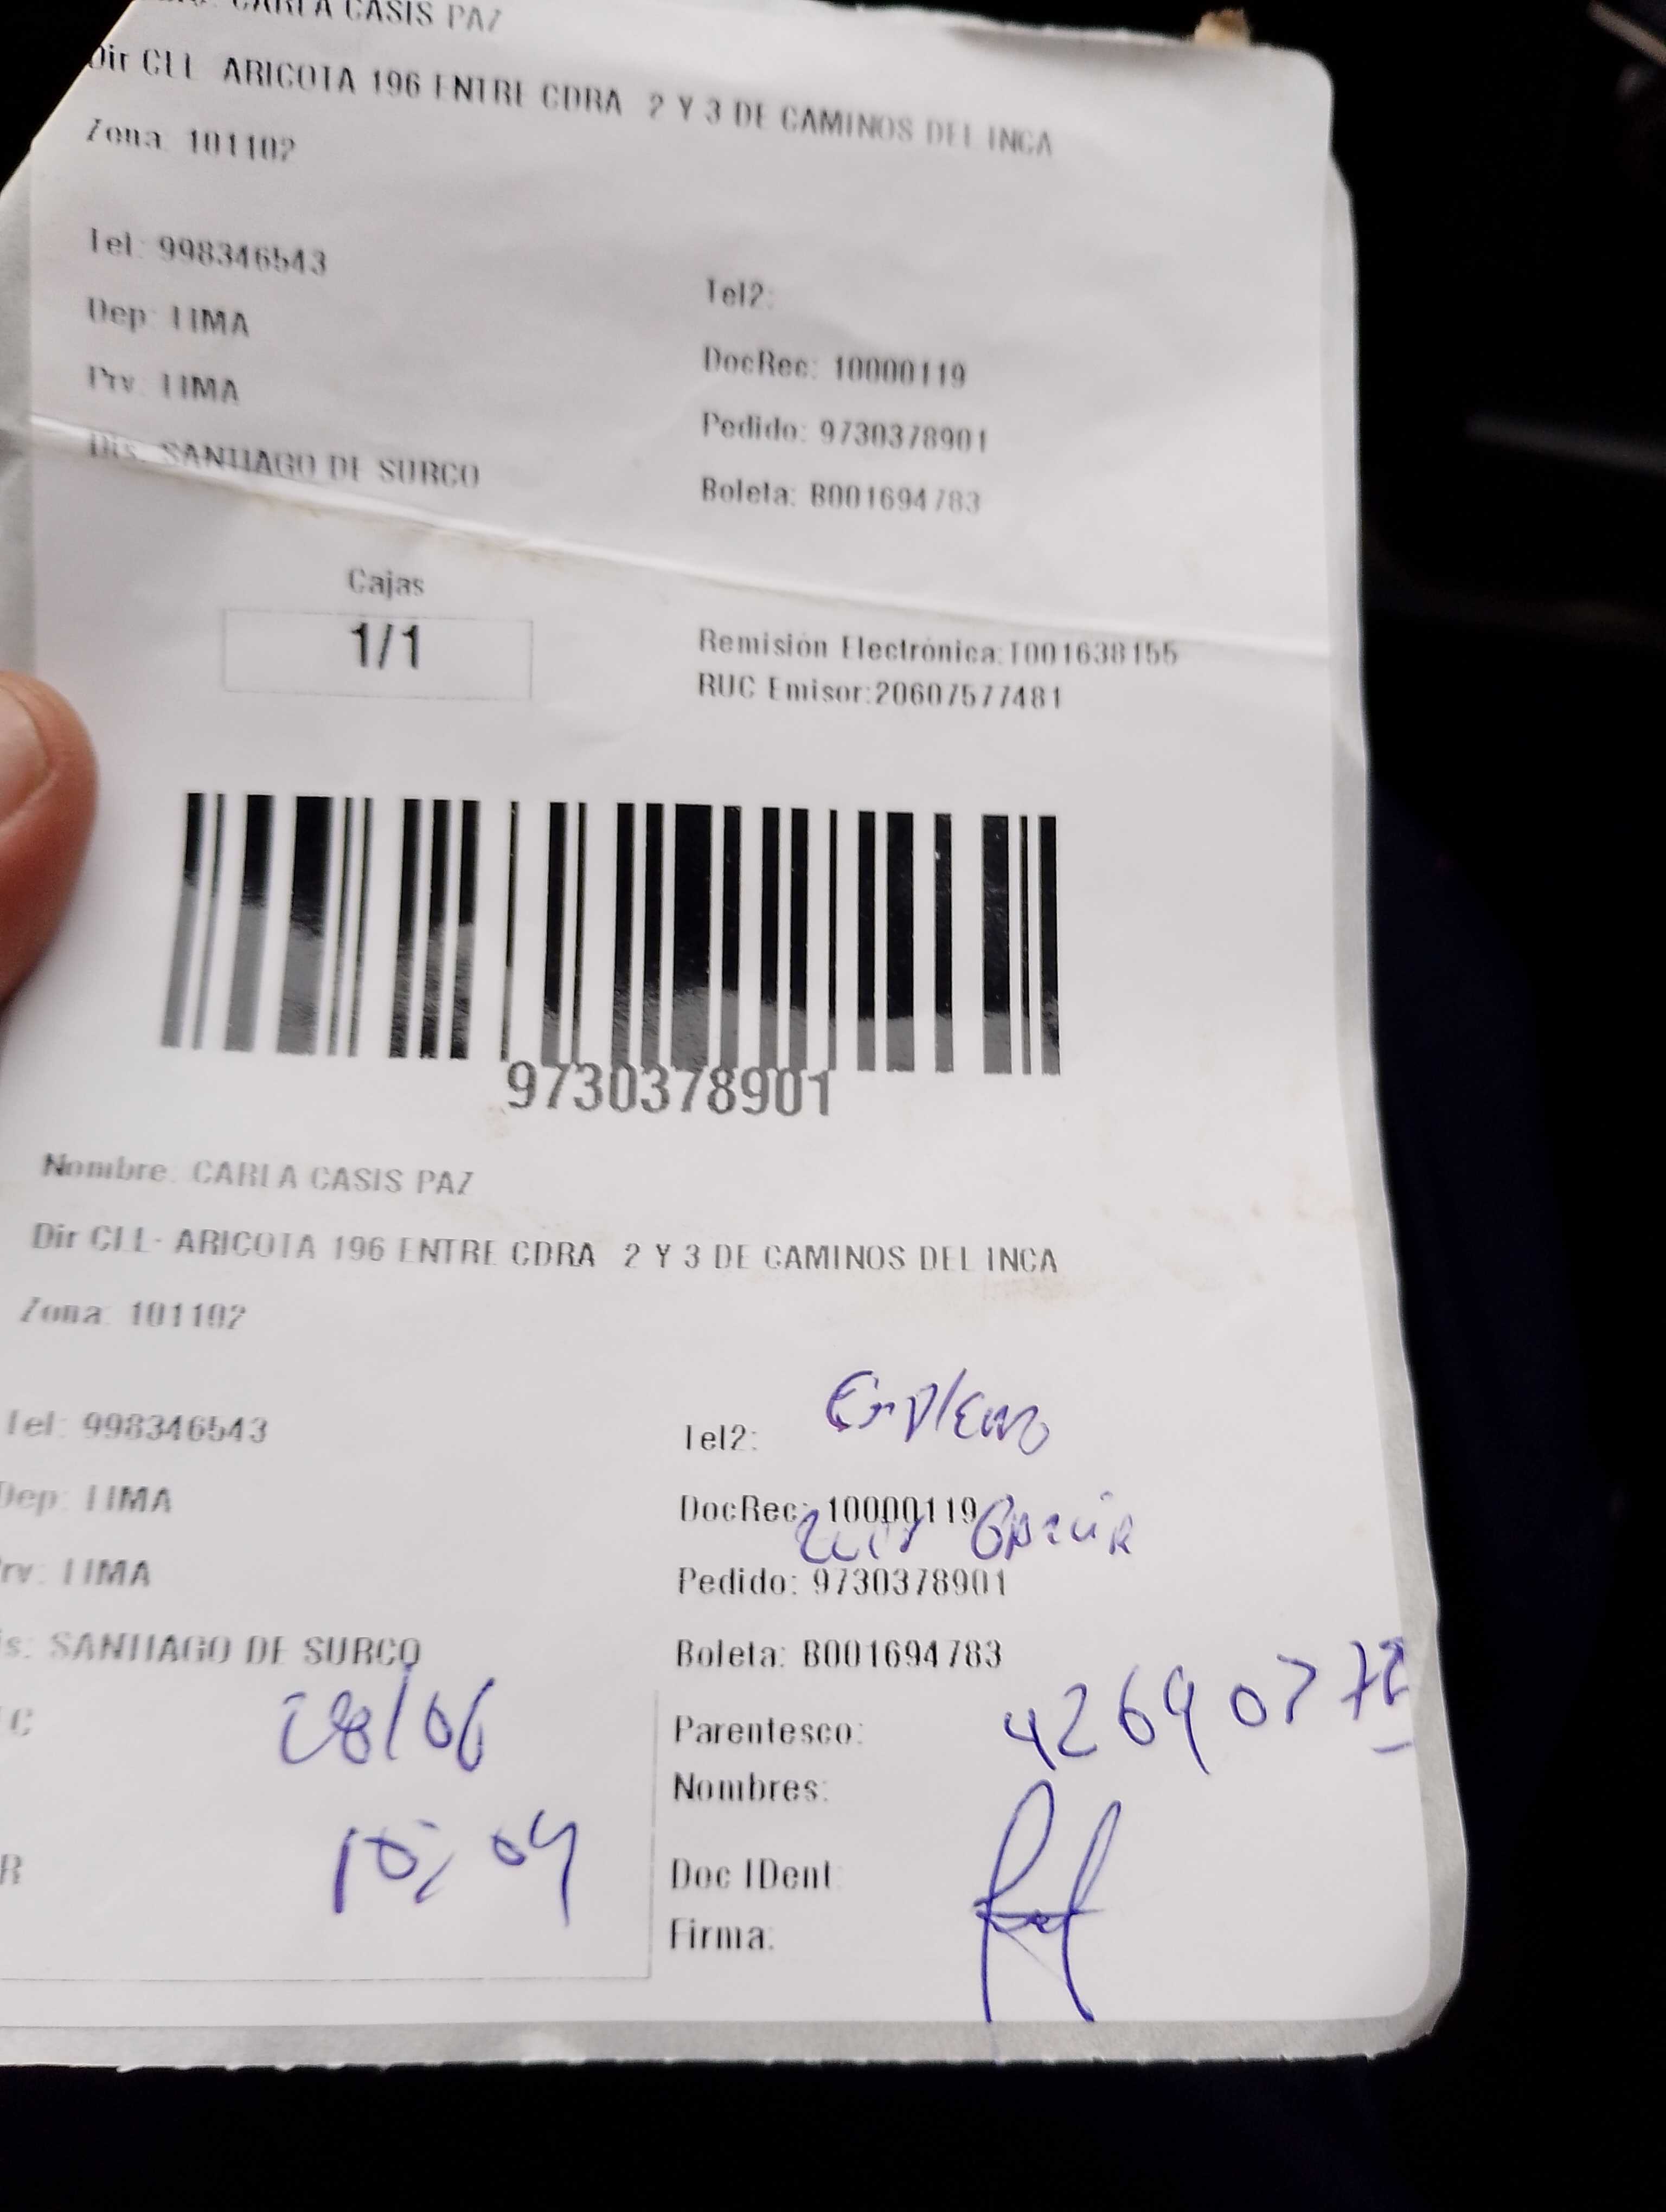 CARLA CASIS PAZ
Dir CLL ARICOTA 196 ENTRE CDRA 2 Y 3 DE CAMINOS DEL INCA
Zona: 101102
Tel: 998346543
Tel2:
Dep: LIMA
DocRec: 10000119
Prv: LIMA
Pedido: 9730378901
Dis: SANTIAGO DE SURCO
Boleta: B001694783
Cajas
1/1
Remisión Electrónica:T001638155
RUC Emisor:20607577481
9730378901
Nombre: CARLA CASIS PAZ
Dir CLL- ARICOTA 196 ENTRE CDRA 2 Y 3 DE CAMINOS DEL INCA
Zona: 101102
Tel: 998346543
Tel2:
Dep: LIMA
DocRec: 10000119
Luis García
rv: LIMA
Pedido: 9730378901
is: SANTIAGO DE SURCO
Boleta: B001694783
C
28/06
Parentesco:
Nombres:
R
10:04
Doc IDent
Firma: